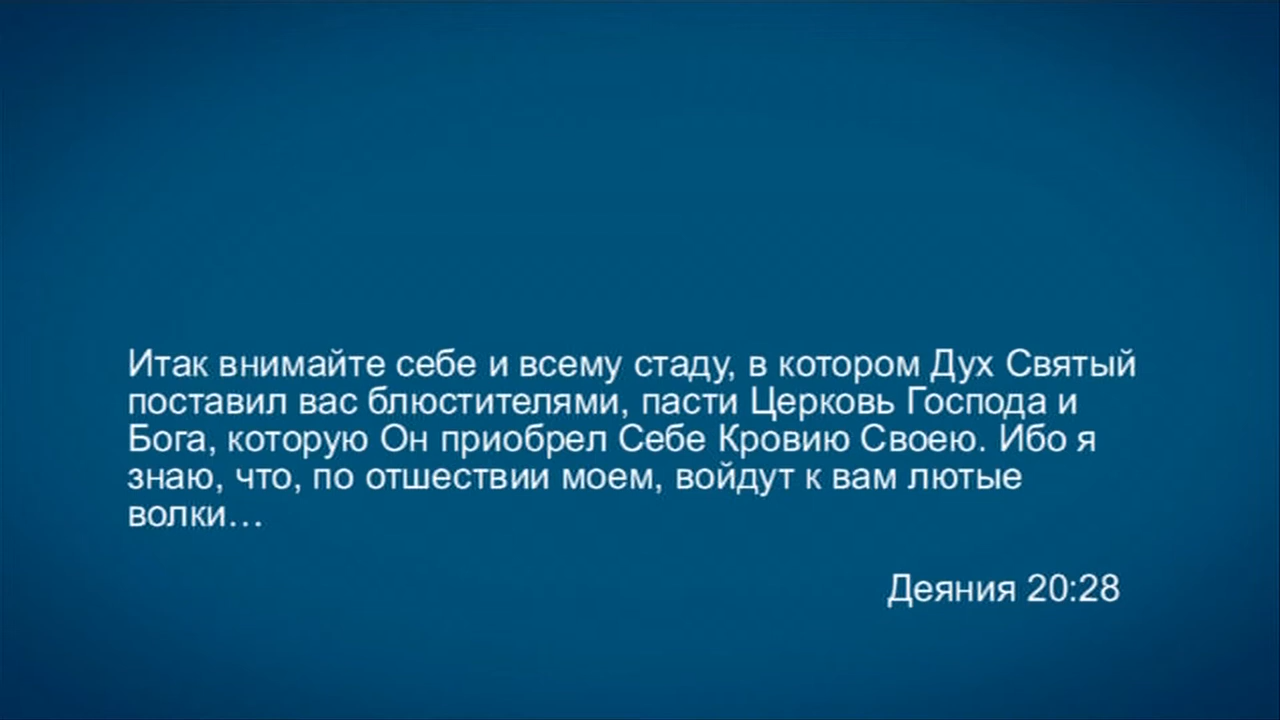 Итак внимайте себе и всему стаду, в котором Дух Святый
поставил вас блюстителями, пасти Церковь Господа и
Бога, которую Он приобрел Себе Кровию Своею. Ибо я
знаю, что, по отшествии моем, войдут к вам лютые
волки…
Деяния 20:28